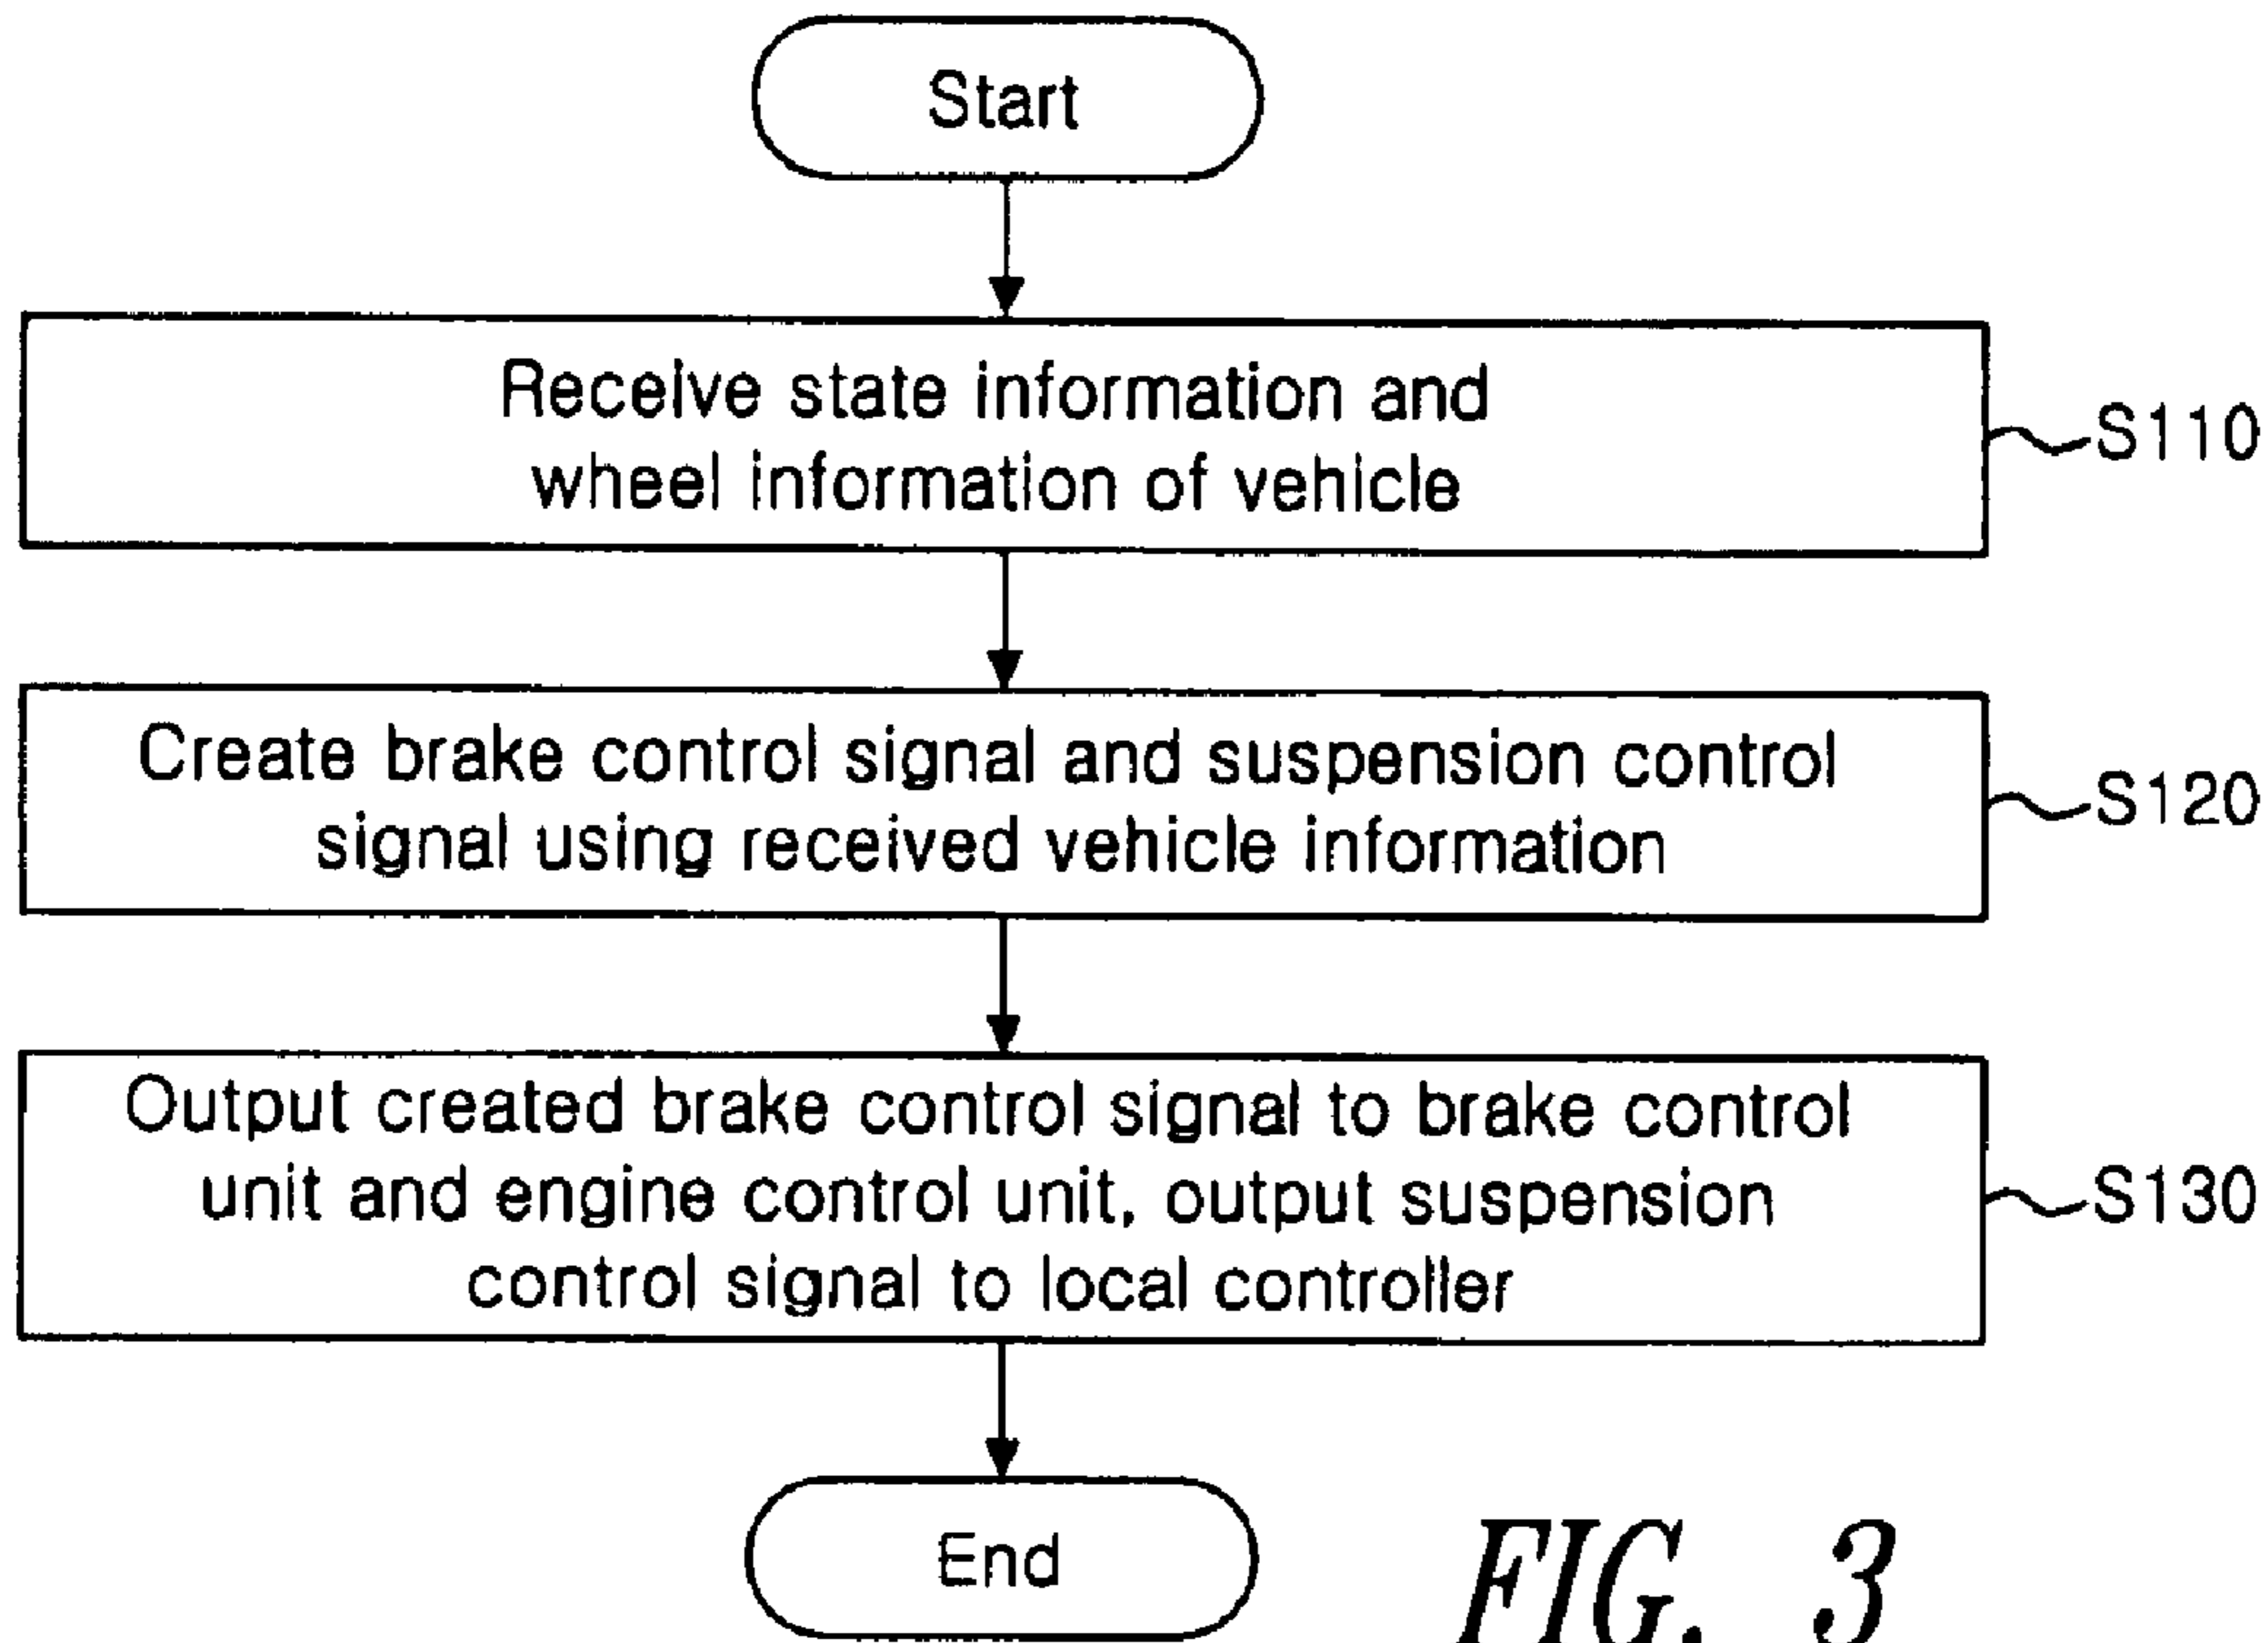 Start
Receive state information and
wheel information of vehicle
S110
Create brake control signal and suspension control
signal using received vehicle information
S120
Output created brake control signal to brake control
unit and engine control unit, output suspension
control signal to local controller
S130
End
FIG. 3